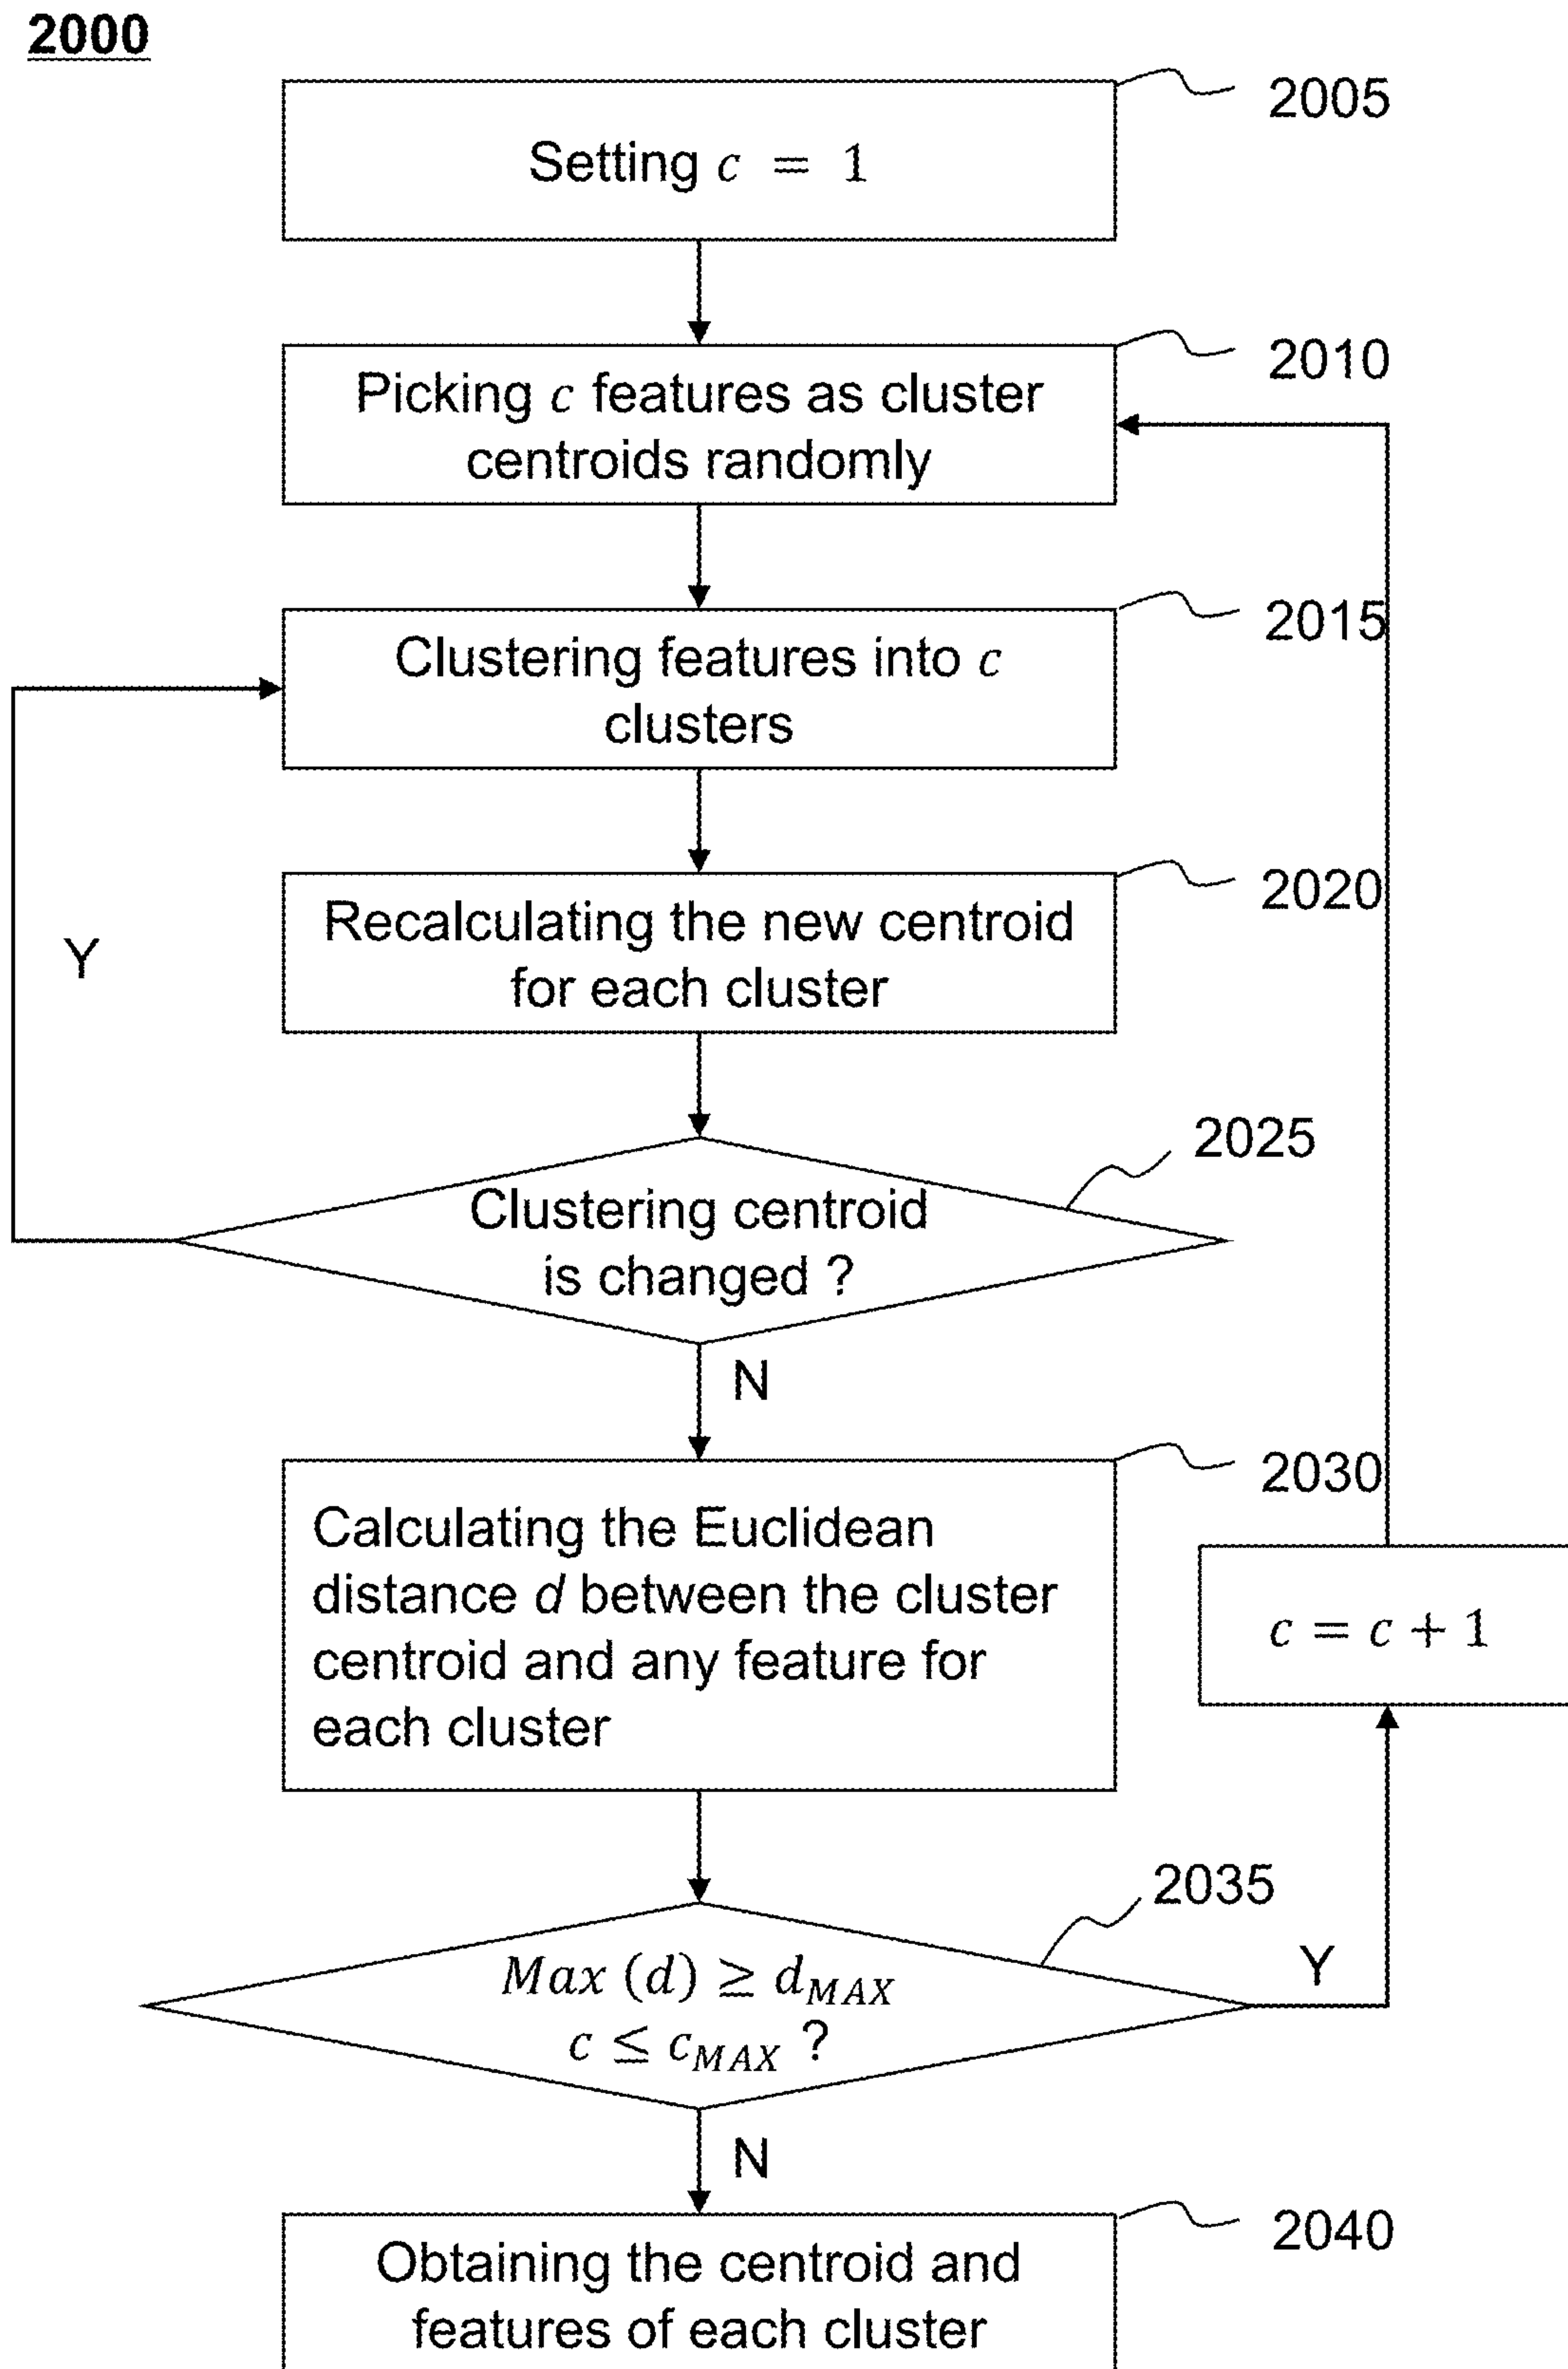 2000
2005
Setting c = 1
2010
Picking c features as cluster
centroids randomly
2015
Clustering features into c
clusters
2020
Recalculating the new centroid
for each cluster
Y
2025
Clustering centroid
is changed ?
N
2030
Calculating the Euclidean
distance d between the cluster
centroid and any feature for
each cluster
c = c + 1
2035
Max (d) ≥ d_MAX
c ≤ c_MAX ?
Y
N
2040
Obtaining the centroid and
features of each cluster